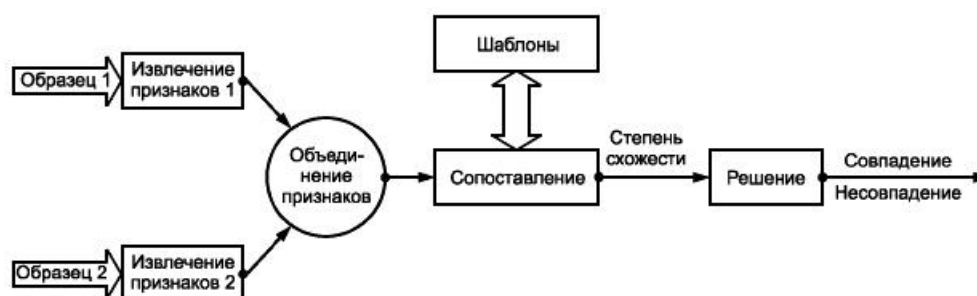 Шаблоны
Образец 1
Извлечение
признаков 1
Объеди-
нение
признаков
Сопоставление
Степень
схожести
Решение
Совпадение
Несовпадение
Образец 2
Извлечение
признаков 2